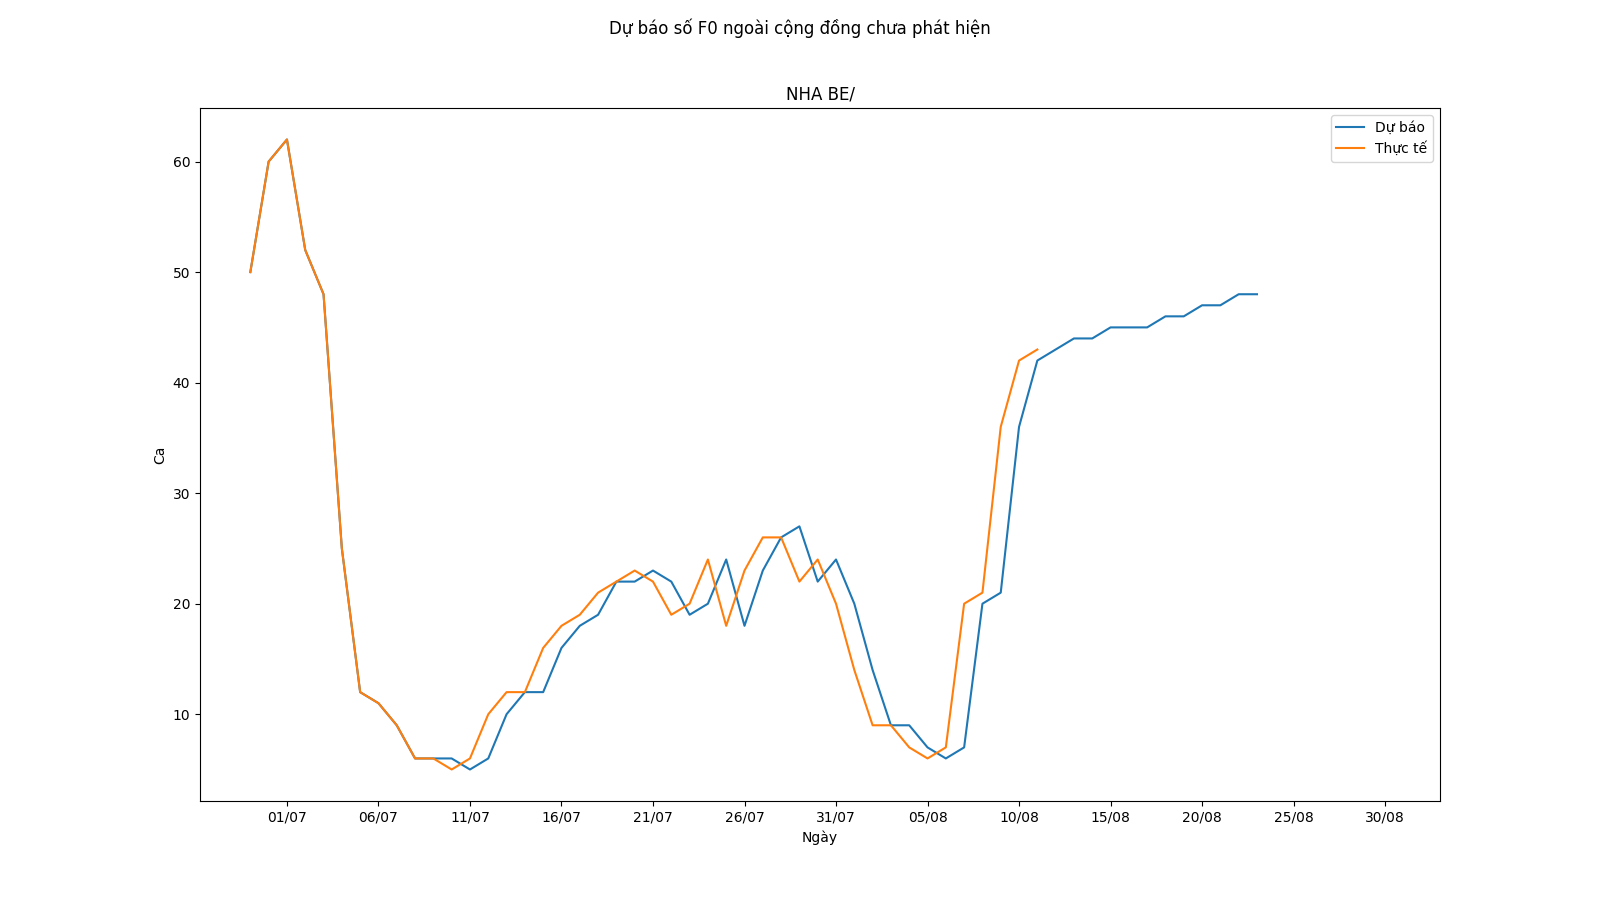 Dự báo số F0 ngoài cộng đồng chưa phát hiện
NHA BE/
Dự báo
Thực tế
60
50
40
30
20
10
Ca
01/07 06/07 11/07 16/07 21/07 26/07 31/07 05/08 10/08 15/08 20/08 25/08 30/08
Ngày